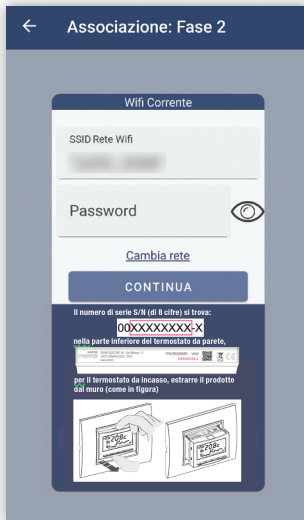 Associazione: Fase 2
Wifi Corrente
SSID Rete Wifi
Password
Cambia rete
CONTINUA
Il numero di serie S/N (di 8 cifre) si trova:
00XXXXXXXX-X
nella parte inferiore del termostato da parete,
per il termostato da incasso, estrarre il prodotto
dal muro (come in figura)